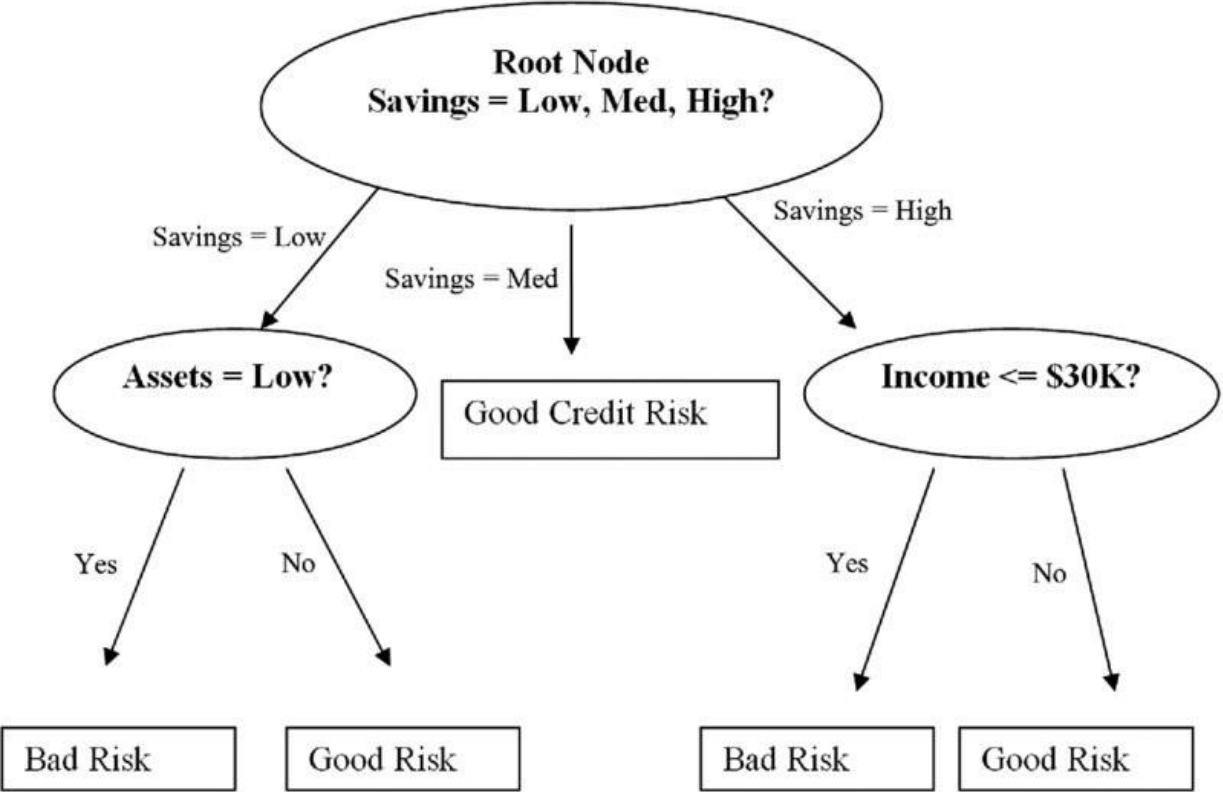 Root Node
Savings = Low, Med, High?
Savings = Low
Savings = Med
Savings = High
Assets = Low?
Good Credit Risk
Income <= $30K?
Yes
No
Yes
No
Bad Risk
Good Risk
Bad Risk
Good Risk